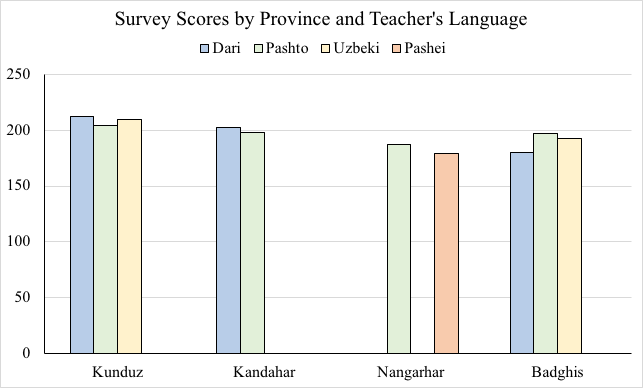 Survey Scores by Province and Teacher's Language
Dari Pashto Uzbeki Pashei
250
200
150
100
50
0
Kunduz Kandahar Nangarhar Badghis